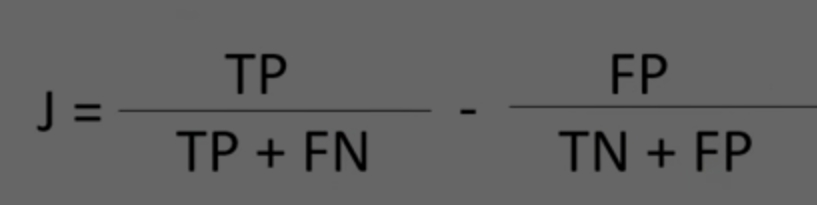 J = TP / TP + FN - FP / TN + FP